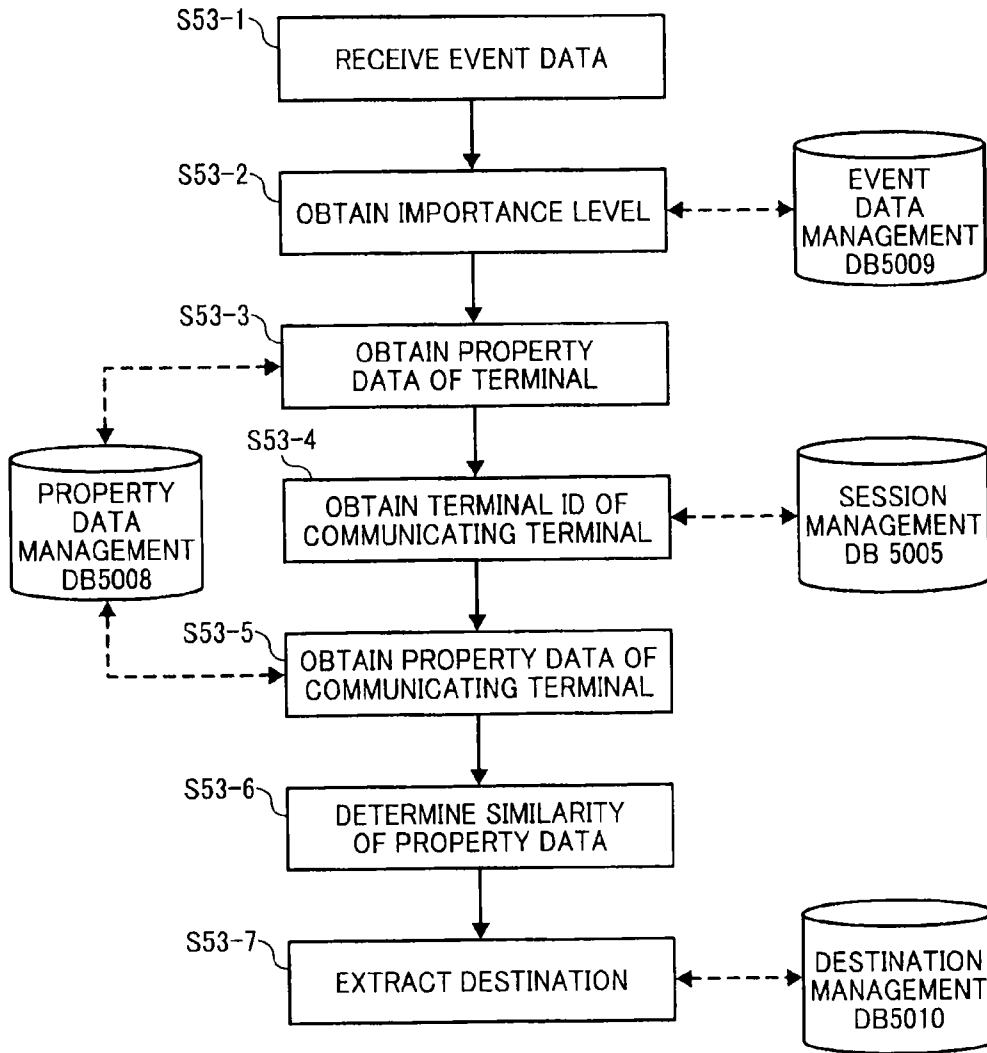 S53-1
RECEIVE EVENT DATA
S53-2
OBTAIN IMPORTANCE LEVEL
EVENT
DATA
MANAGEMENT
DB5009
S53-3
OBTAIN PROPERTY
DATA OF TERMINAL
PROPERTY
DATA
MANAGEMENT
DB5008
S53-4
OBTAIN TERMINAL ID OF
COMMUNICATING TERMINAL
SESSION
MANAGEMENT
DB 5005
S53-5
OBTAIN PROPERTY DATA OF
COMMUNICATING TERMINAL
S53-6
DETERMINE SIMILARITY
OF PROPERTY DATA
S53-7
EXTRACT DESTINATION
DESTINATION
MANAGEMENT
DB5010